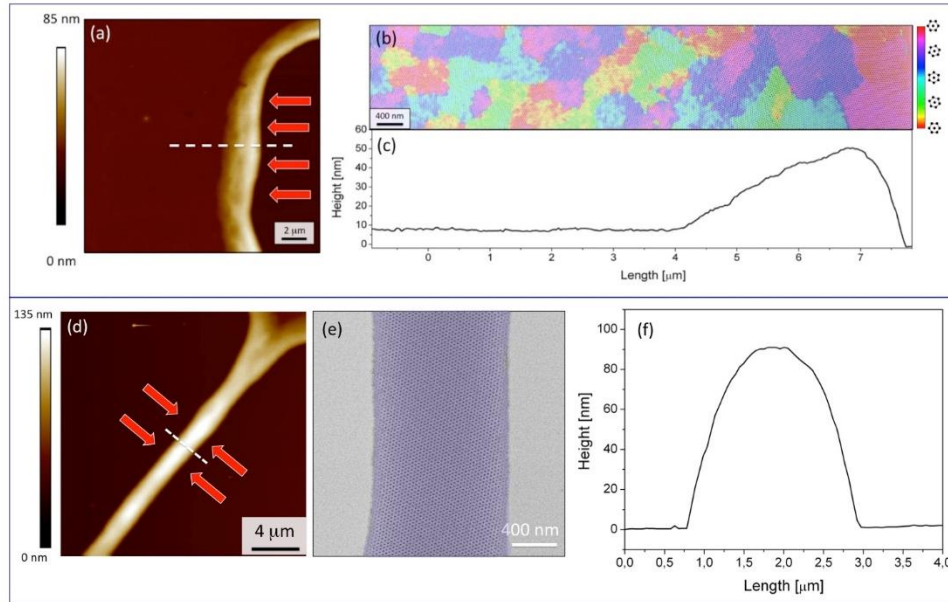 85 nm
(a)
2 μm
0 nm
(b)
400 nm
(c)
Height [nm]
60
50
40
30
20
10
0
0 1 2 3 4 5 6 7
Length [μm]
135 nm
(d)
4 μm
0 nm
(e)
400 nm
(f)
Height [nm]
100
80
60
40
20
0
0,0 0,5 1,0 1,5 2,0 2,5 3,0 3,5 4,0
Length [μm]